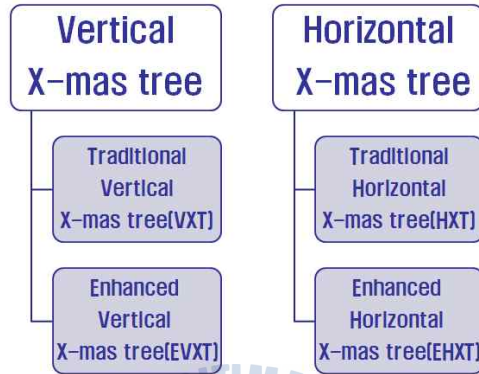 Vertical
X-mas tree
Traditional
Vertical
X-mas tree(VXT)
Enhanced
Vertical
X-mas tree(EVXT)
Horizontal
X-mas tree
Traditional
Horizontal
X-mas tree(HXT)
Enhanced
Horizontal
X-mas tree(EHXT)